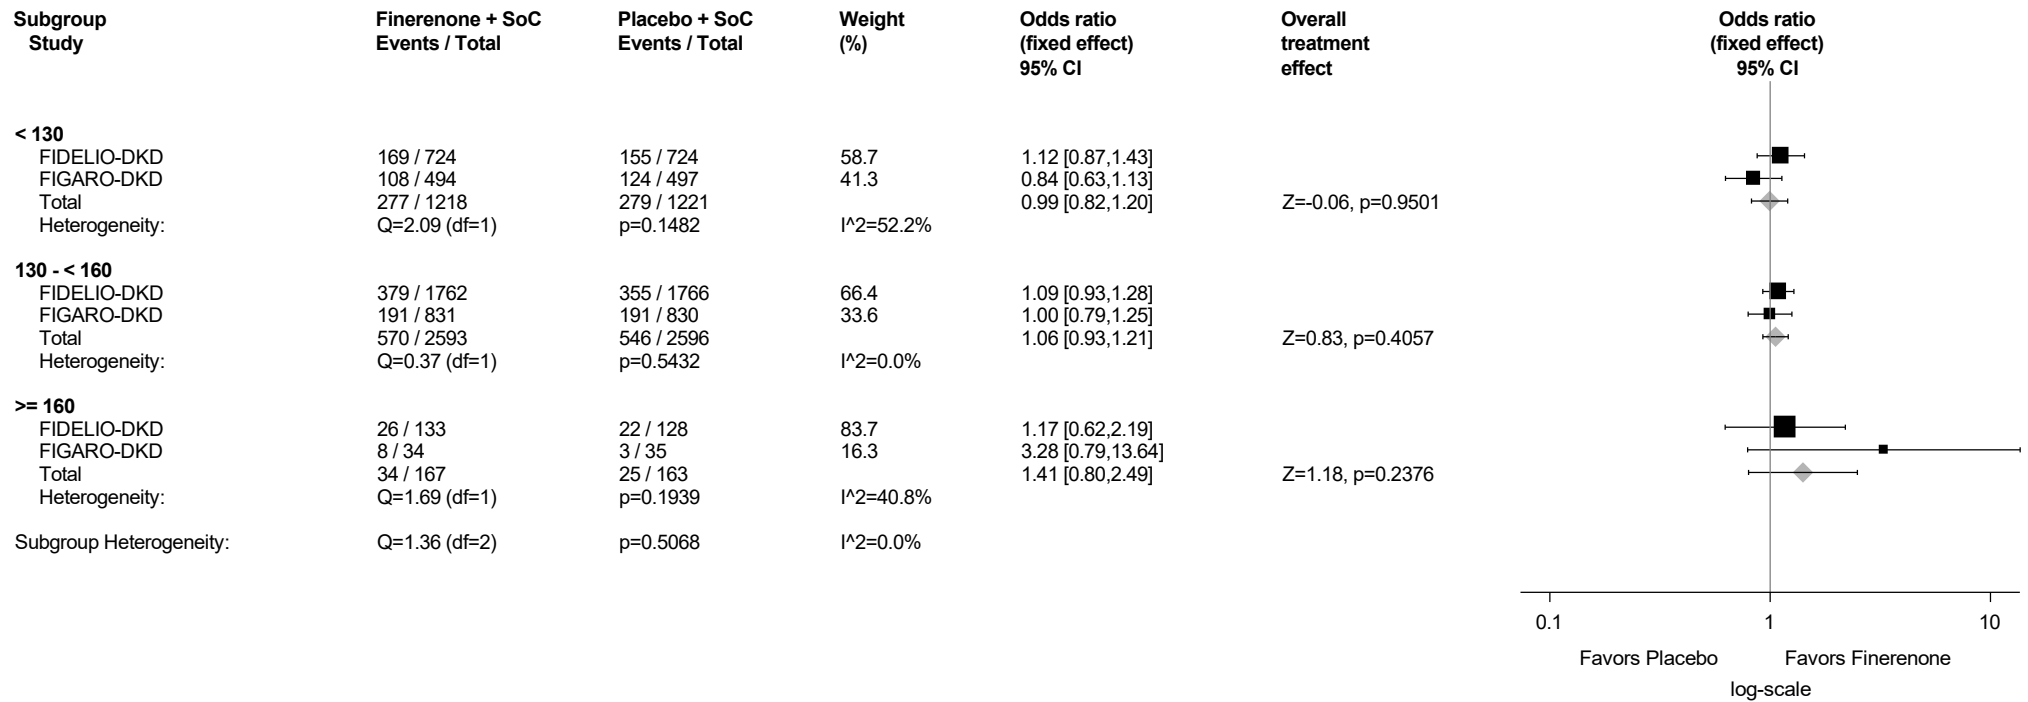 Subgroup Finerenone + SoC Placebo + SoC Weight Odds ratio Overall Odds ratio
Study Events / Total Events / Total (%) (fixed effect) treatment (fixed effect)
95% CI effect 95% CI
< 130
FIDELIO-DKD 169 / 724 155 / 724 58.7 1.12 [0.87,1.43]
FIGARO-DKD 108 / 494 124 / 497 41.3 0.84 [0.63,1.13]
Total 277 / 1218 279 / 1221 0.99 [0.82,1.20] Z=-0.06, p=0.9501
Heterogeneity: Q=2.09 (df=1) p=0.1482 I^2=52.2%
130 - < 160
FIDELIO-DKD 379 / 1762 355 / 1766 66.4 1.09 [0.93,1.28]
FIGARO-DKD 191 / 831 191 / 830 33.6 1.00 [0.79,1.25]
Total 570 / 2593 546 / 2596 1.06 [0.93,1.21] Z=0.83, p=0.4057
Heterogeneity: Q=0.37 (df=1) p=0.5432 I^2=0.0%
>= 160
FIDELIO-DKD 26 / 133 22 / 128 83.7 1.17 [0.62,2.19]
FIGARO-DKD 8 / 34 3 / 35 16.3 3.28 [0.79,13.64]
Total 34 / 167 25 / 163 1.41 [0.80,2.49] Z=1.18, p=0.2376
Heterogeneity: Q=1.69 (df=1) p=0.1939 I^2=40.8%
Subgroup Heterogeneity: Q=1.36 (df=2) p=0.5068 I^2=0.0%
0.1 1 10
Favors Placebo Favors Finerenone
log-scale